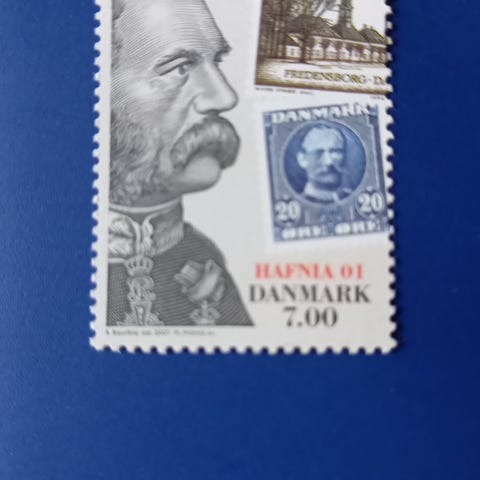 FREDENSBORG
DANMARK
20 20
ØRE ØRE
HAFNIA 01
DANMARK
7.00